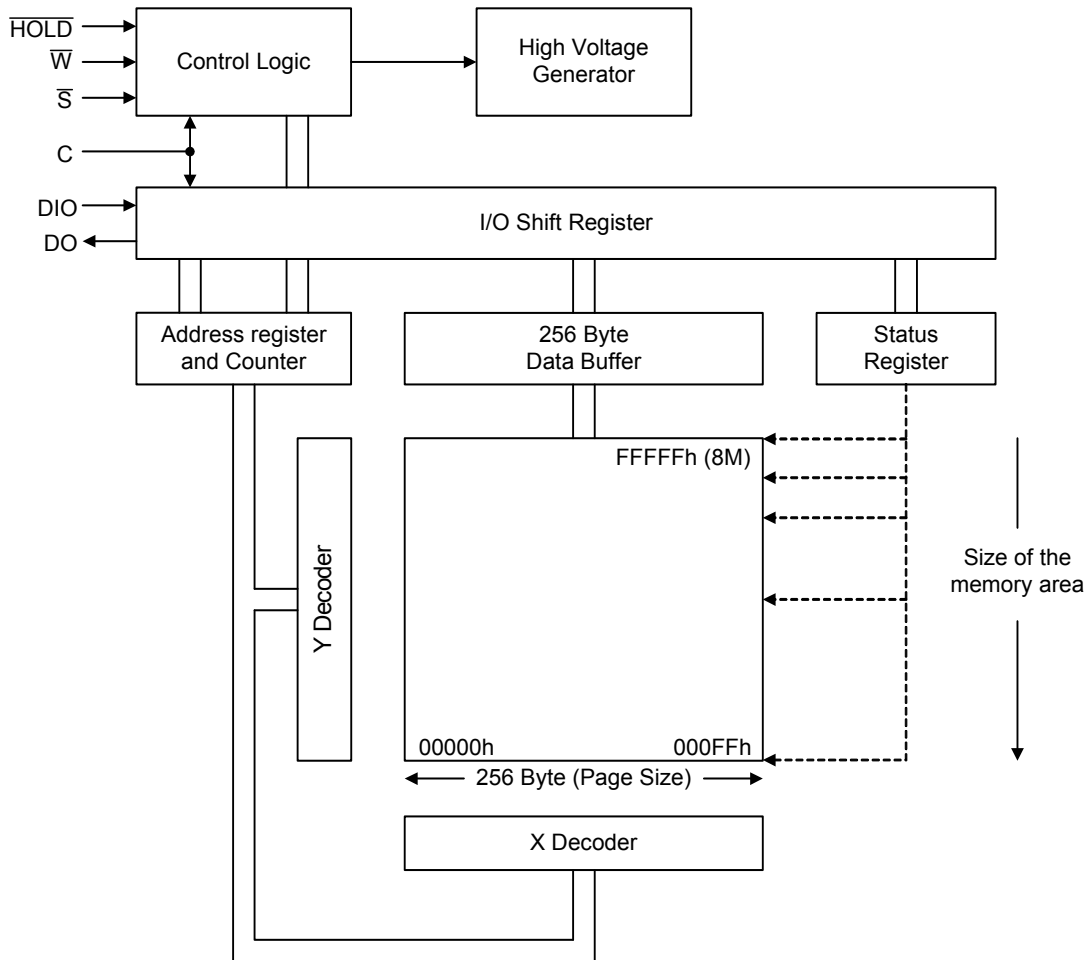 H̅O̅L̅D̅
W̅
S̅
C
DIO
DO
Control Logic
High Voltage
Generator
I/O Shift Register
Address register
and Counter
256 Byte
Data Buffer
Status
Register
Y Decoder
FFFFFh (8M)
00000h
000FFh
256 Byte (Page Size)
Size of the
memory area
X Decoder